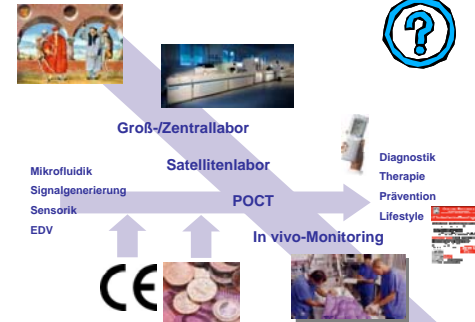 ?
Groß-/Zentrallabor
Satellitenlabor
POCT
In vivo-Monitoring
Mikrofluidik
Signalgenerierung
Sensorik
EDV
Diagnostik
Therapie
Prävention
Lifestyle
CE